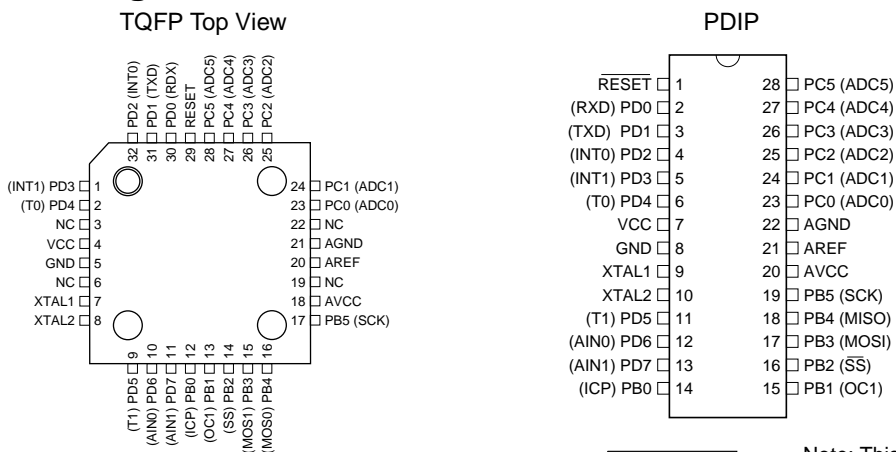 TQFP Top View
32 PD2 (INT0)
31 PD1 (TXD)
30 PD0 (RDX)
29 RESET
28 PC5 (ADC5)
27 PC4 (ADC4)
26 PC3 (ADC3)
25 PC2 (ADC2)
(INT1) PD3 1
(T0) PD4 2
NC 3
VCC 4
GND 5
NC 6
XTAL1 7
XTAL2 8
24 PC1 (ADC1)
23 PC0 (ADC0)
22 NC
21 AGND
20 AREF
19 NC
18 AVCC
17 PB5 (SCK)
(T1) PD5 9
(AIN0) PD6 10
(AIN1) PD7 11
(ICP) PB0 12
(OC1) PB1 13
(SS) PB2 14
(MOS1) PB3 15
(MOS0) PB4 16
PDIP
RESET 1
(RXD) PD0 2
(TXD) PD1 3
(INT0) PD2 4
(INT1) PD3 5
(T0) PD4 6
VCC 7
GND 8
XTAL1 9
XTAL2 10
(T1) PD5 11
(AIN0) PD6 12
(AIN1) PD7 13
(ICP) PB0 14
28 PC5 (ADC5)
27 PC4 (ADC4)
26 PC3 (ADC3)
25 PC2 (ADC2)
24 PC1 (ADC1)
23 PC0 (ADC0)
22 AGND
21 AREF
20 AVCC
19 PB5 (SCK)
18 PB4 (MISO)
17 PB3 (MOSI)
16 PB2 (SS)
15 PB1 (OC1)
Note: This